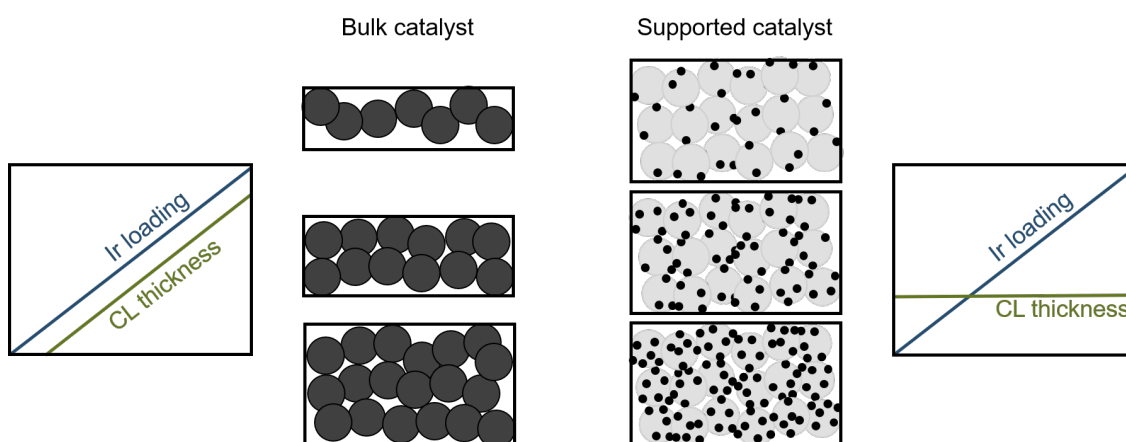 Bulk catalyst
Supported catalyst
Ir loading
CL thickness
Ir loading
CL thickness